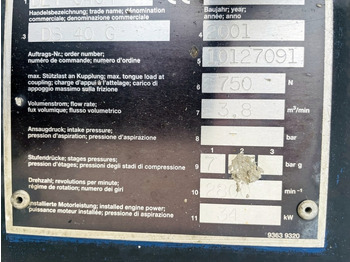 Handelsbezeichnung; trade name; dénomination
commerciale; denominazione commerciale
Baujahr; year;
année; anno
3
4
2001
Auftrags-Nr; order number;
numéro de commande; numero d'ordine
5
10127091
max. Stützlast an Kupplung; max. tongue load at
coupling; charge d'appui à l'attelage; carico di
appoggio massimo sulla frizione
6
750
N
Volumenstrom; flow rate;
flux volumique; flusso volumetrico
7
3,8
m³/min
Ansaugdruck; intake pressure;
pression d'aspiration; pressione d'aspirazione
8
-
bar
1
2
3
Stufendrücke; stages pressures;
pression d'étages; pressioni degli stadi di compressione
9
7
bar g
Drehzahl; revolutions per minute;
régime de rotation; numero dei giri
10
min⁻¹
Installierte Motorleistung; installed engine power;
puissance moteur installée; pressione di aspirazione
11
kW
9363 9320